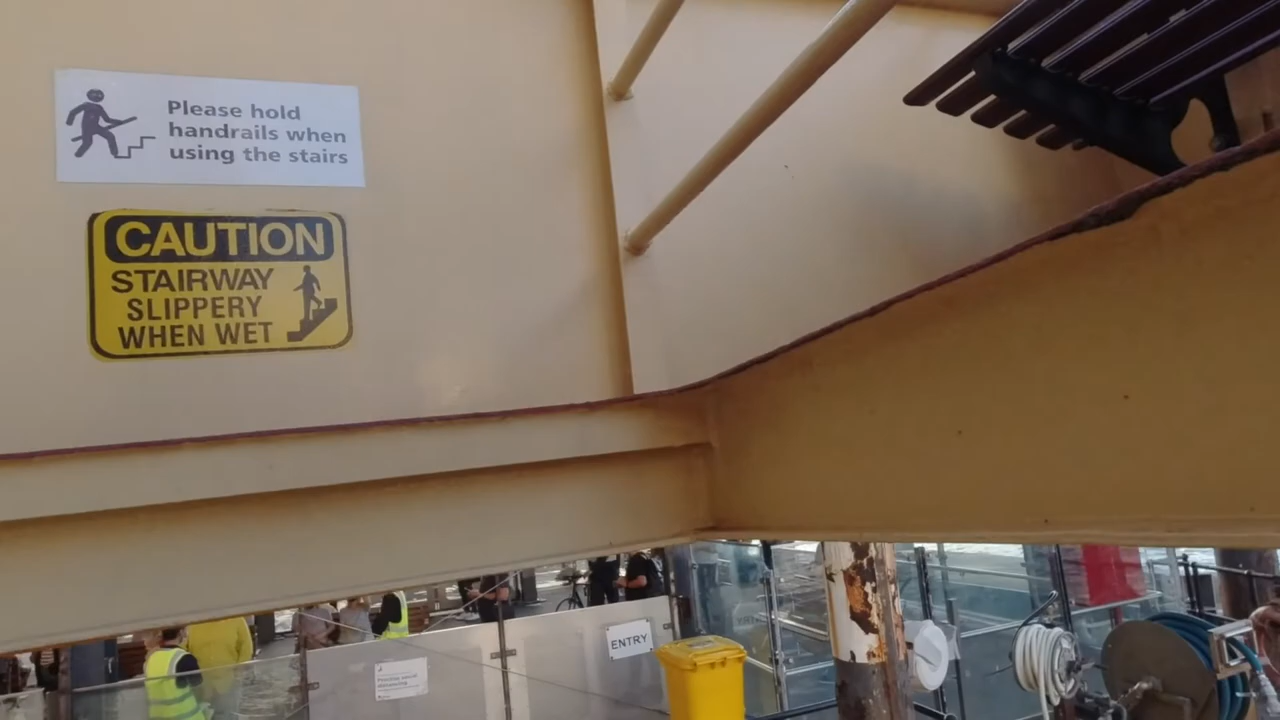 Please hold
handrails when
using the stairs
CAUTION
STAIRWAY
SLIPPERY
WHEN WET
ENTRY